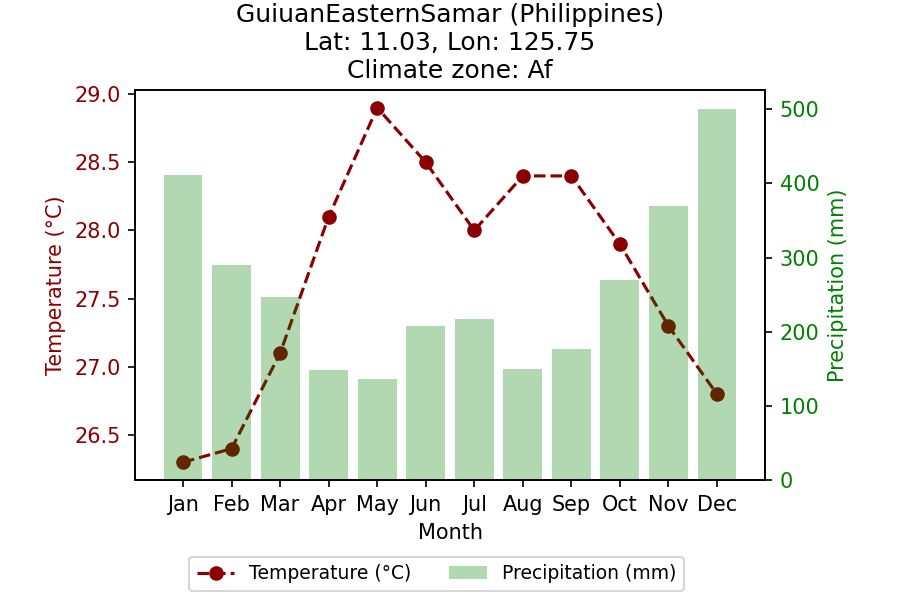 GuiuanEasternSamar (Philippines)
Lat: 11.03, Lon: 125.75
Climate zone: Af
29.0
28.5
28.0
27.5
27.0
26.5
Temperature (°C)
500
400
300
200
100
0
Precipitation (mm)
Jan Feb Mar Apr May Jun Jul Aug Sep Oct Nov Dec
Month
Temperature (°C) Precipitation (mm)